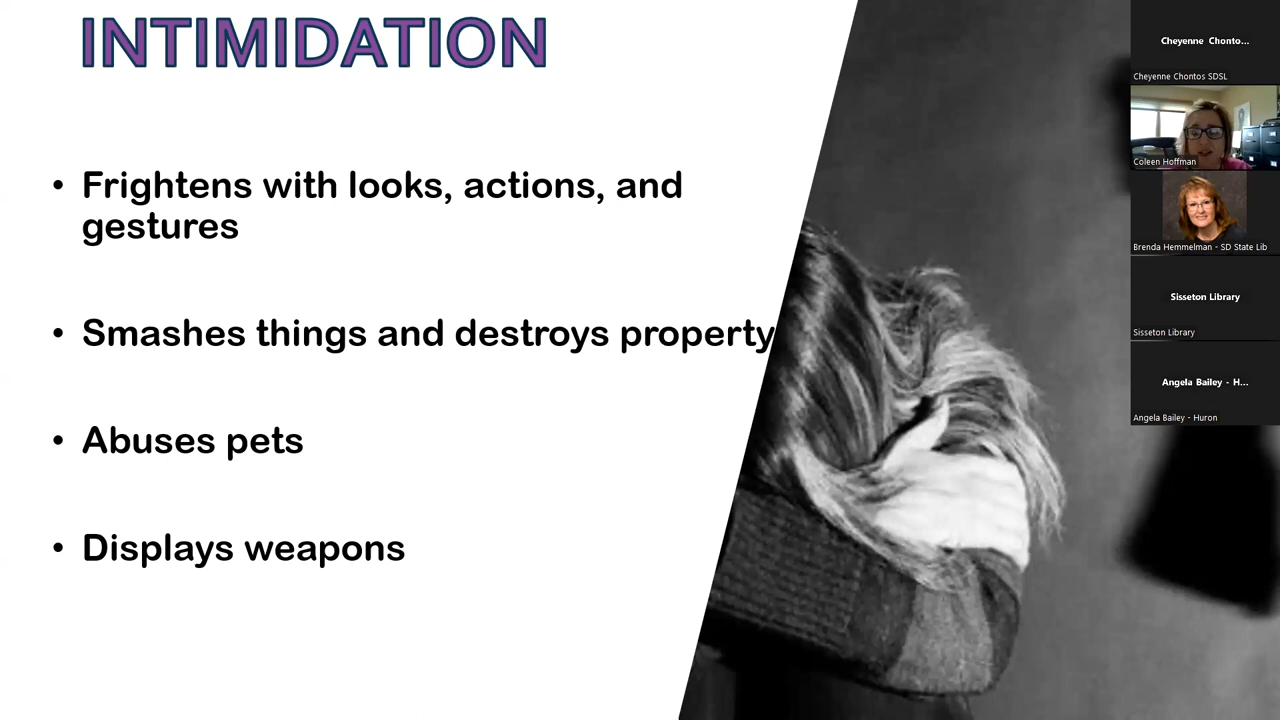 INTIMIDATION
• Frightens with looks, actions, and
gestures
• Smashes things and destroys property
• Abuses pets
• Displays weapons
Cheyenne Chonto...
Cheyenne Chontos SDSL
Coleen Hoffman
Brenda Hemmelman - SD State Lib
Sisseton Library
Sisseton Library
Angela Bailey - H...
Angela Bailey - Huron